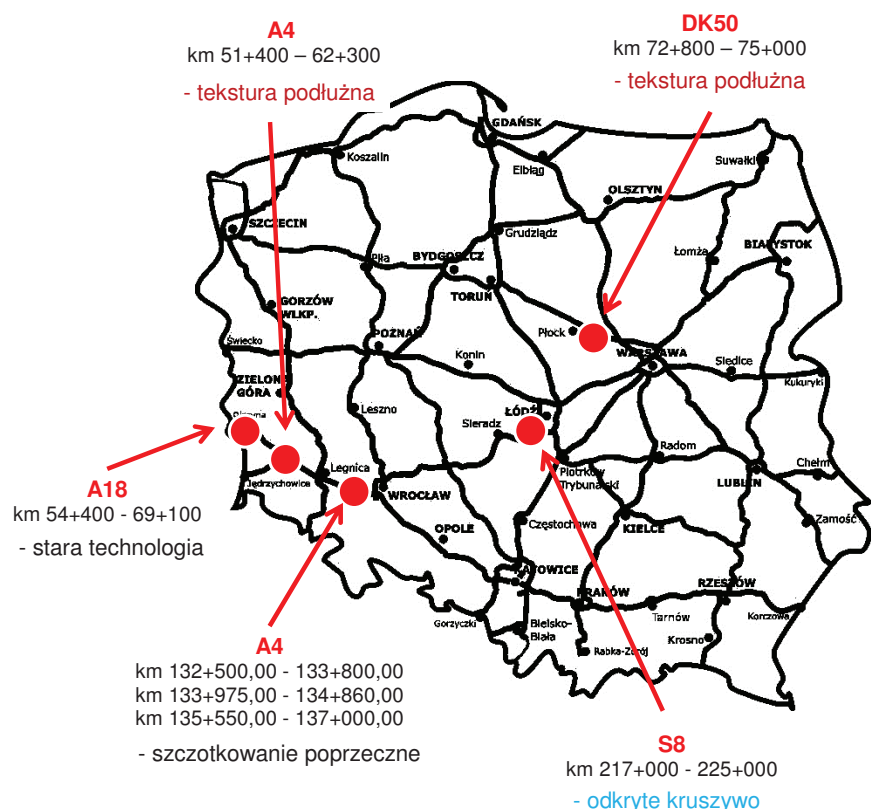 A4
km 51+400 – 62+300
- tekstura podłużna
DK50
km 72+800 – 75+000
- tekstura podłużna
GDAŃSK
Koszalin
Elbląg
Suwałki
OLSZTYN
SZCZECIN
Grudziądz
Łomża
BIAŁYSTOK
Piła
BYDGOSZCZ
TORUŃ
GORZÓW
WLKP.
Płock
Świecko
POZNAŃ
WARSZAWA
Konin
Siedlce
Kukuryki
ZIELONA
GÓRA
Leszno
ŁÓDŹ
Sieradz
Radom
Legnica
Jędrzychowice
Piotrków
Trybunalski
LUBLIN
Chełm
WROCŁAW
A18
km 54+400 - 69+100
- stara technologia
OPOLE
Częstochowa
KIELCE
Zamość
KATOWICE
KRAKÓW
RZESZÓW
Tarnów
Korczowa
Gorzyczki
Bielsko-
Biała
Rabka-Zdrój
Krosno
A4
km 132+500,00 - 133+800,00
km 133+975,00 - 134+860,00
km 135+550,00 - 137+000,00
- szczotkowanie poprzeczne
S8
km 217+000 - 225+000
- odkryte kruszywo